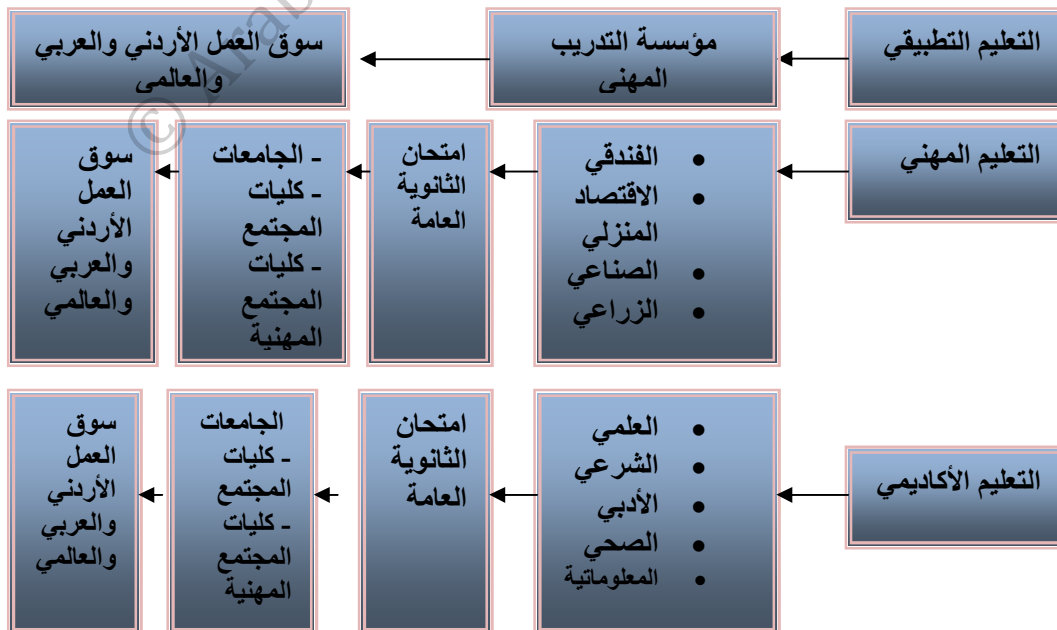 التعليم التطبيقي
مؤسسة التدريب
المهنى
سوق العمل الأردني والعربي
والعالمى
التعليم المهني
• الفندقي
• الاقتصاد
المنزلي
• الصناعي
• الزراعي
امتحان
الثانوية
العامة
- الجامعات
- كليات
المجتمع
- كليات
المجتمع
المهنية
سوق
العمل
الأردني
والعربي
والعالمي
التعليم الأكاديمي
• العلمي
• الشرعي
• الأدبي
• الصحي
• المعلوماتية
امتحان
الثانوية
العامة
الجامعات
- كليات
المجتمع
- كليات
المجتمع
المهنية
سوق
العمل
الأردني
والعربي
والعالمي
© Arab